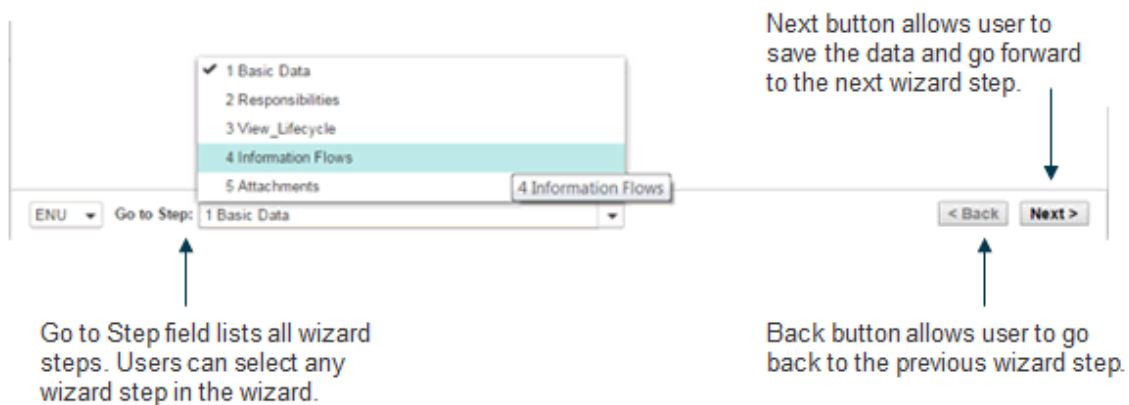 Next button allows user to
save the data and go forward
to the next wizard step.
✔ 1 Basic Data
2 Responsibilities
3 View_Lifecycle
4 Information Flows
5 Attachments
4 Information Flows
ENU Go to Step: 1 Basic Data < Back Next >
Go to Step field lists all wizard
steps. Users can select any
wizard step in the wizard.
Back button allows user to go
back to the previous wizard step.